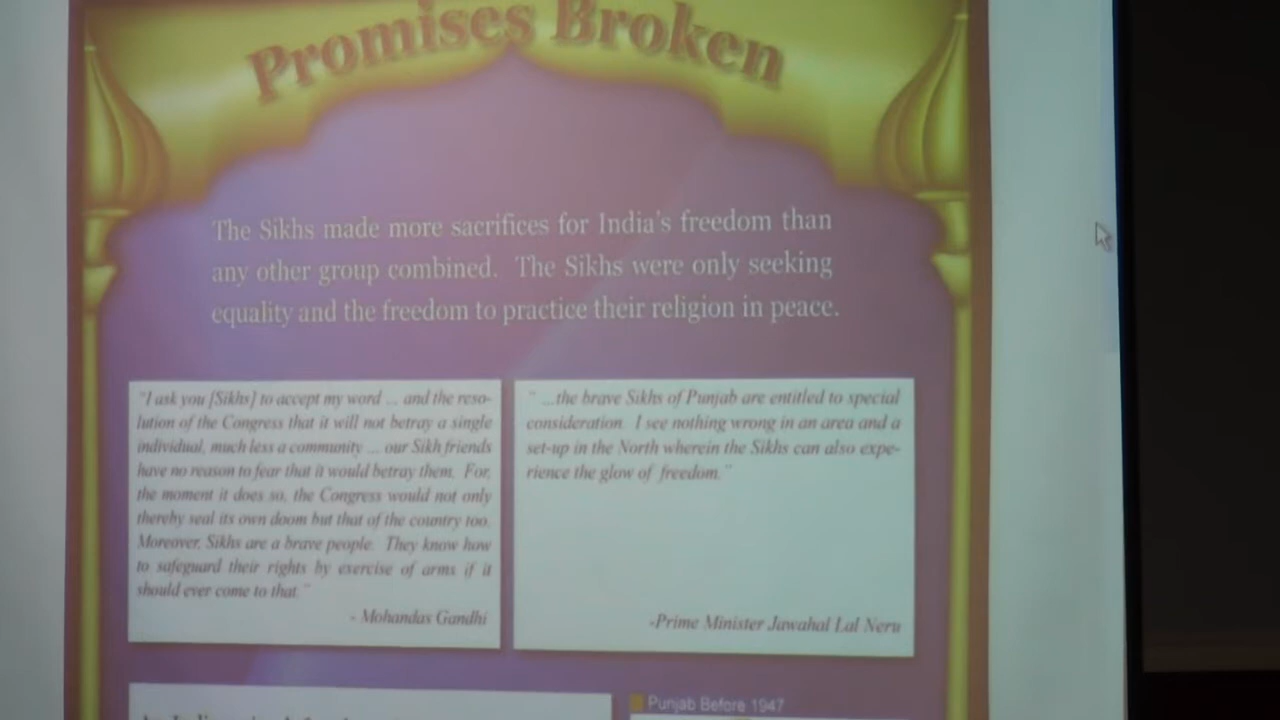 Promises Broken
The Sikhs made more sacrifices for India's freedom than
any other group combined. The Sikhs were only seeking
equality and the freedom to practice their religion in peace.
"I ask you [Sikhs] to accept my word ... and the reso-
lution of the Congress that it will not betray a single
individual, much less a community ... our Sikh friends
have no reason to fear that it would betray them. For,
the moment it does so, the Congress would not only
thereby seal its own doom but that of the country too.
Moreover, Sikhs are a brave people. They know how
to safeguard their rights by exercise of arms if it
should ever come to that."
- Mohandas Gandhi
" ...the brave Sikhs of Punjab are entitled to special
consideration. I see nothing wrong in an area and a
set-up in the North wherein the Sikhs can also expe-
rience the glow of freedom."
-Prime Minister Jawahal Lal Neru
Punjab Before 1947